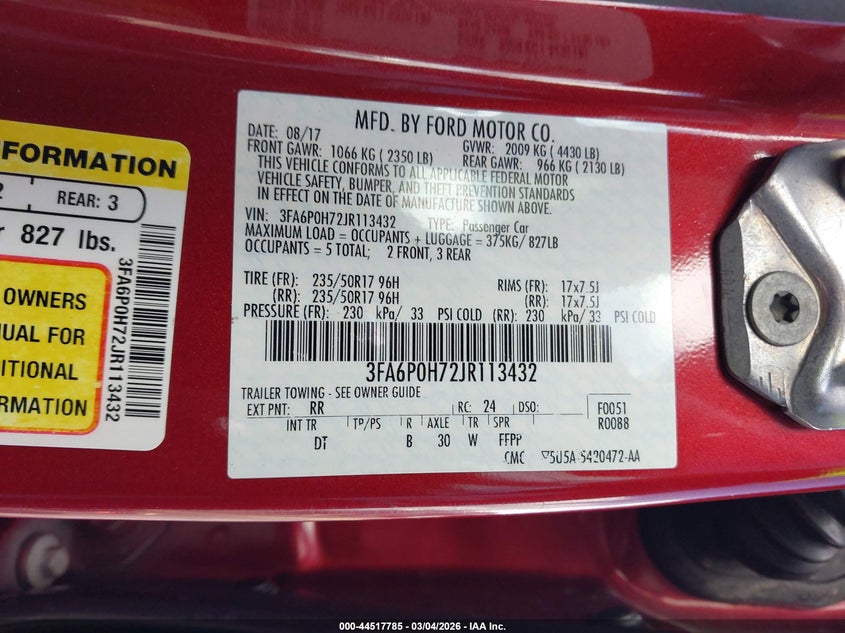 FORMATION
2 REAR: 3
827 lbs.
OWNERS
FOR
3FA6P0H72JR113432
MFD. BY FORD MOTOR CO.
DATE: 08/17 GVWR: 2009 KG ( 4430 LB)
FRONT GAWR: 1066 KG ( 2350 LB) REAR GAWR: 966 KG ( 2130 LB)
THIS VEHICLE CONFORMS TO ALL APPLICABLE FEDERAL MOTOR
VEHICLE SAFETY, BUMPER, AND THEFT PREVENTION STANDARDS
IN EFFECT ON THE DATE OF MANUFACTURE SHOWN ABOVE.
VIN: 3FA6P0H72JR113432 TYPE: Passenger Car
MAXIMUM LOAD = OCCUPANTS + LUGGAGE = 375KG/ 827LB
OCCUPANTS = 5 TOTAL; 2 FRONT, 3 REAR
TIRE (FR): 235/50R17 96H RIMS (FR): 17x7.5J
(RR): 235/50R17 96H (RR): 17x7.5J
PRESSURE (FR): 230 kPa/ 33 PSI COLD (RR): 230 kPa/ 33 PSI COLD
3FA6P0H72JR113432
TRAILER TOWING - SEE OWNER GUIDE
EXT PNT: RR RC: 24 DSO: F0051
INT TR TP/PS R AXLE TR SPR R0088
DT B 30 W FFPP
5U5A-5420472-AA
000-44517785 - 03/04/2026 - IAA Inc.